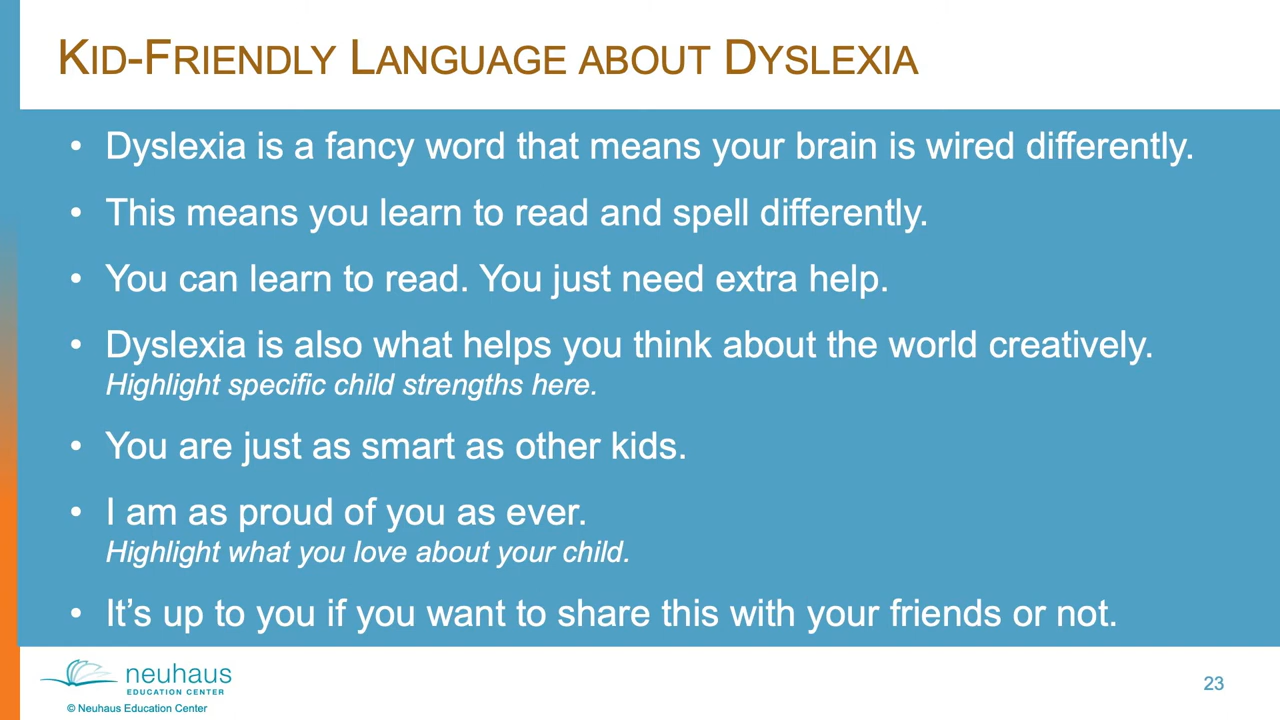 Kid-Friendly Language about Dyslexia
• Dyslexia is a fancy word that means your brain is wired differently.
• This means you learn to read and spell differently.
• You can learn to read. You just need extra help.
• Dyslexia is also what helps you think about the world creatively.
Highlight specific child strengths here.
• You are just as smart as other kids.
• I am as proud of you as ever.
Highlight what you love about your child.
• It’s up to you if you want to share this with your friends or not.
neuhaus
EDUCATION CENTER
© Neuhaus Education Center
23